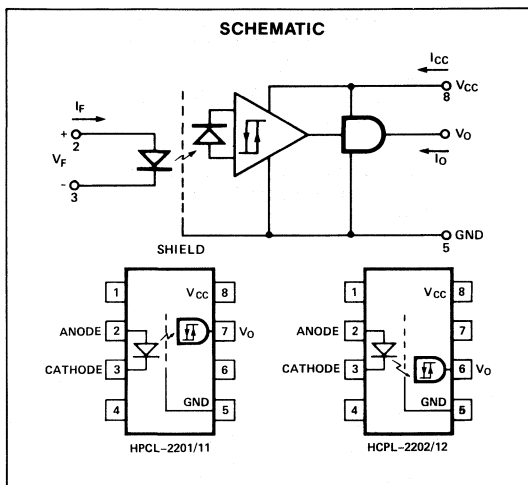 SCHEMATIC
ICC
VCC
8
IF
+
2
VF
-
3
VO
IO
GND
5
SHIELD
1
VCC
8
ANODE
2
7
VO
CATHODE
3
6
4
GND
5
HPCL-2201/11
1
VCC
8
ANODE
2
7
CATHODE
3
6
VO
4
GND
5
HCPL-2202/12